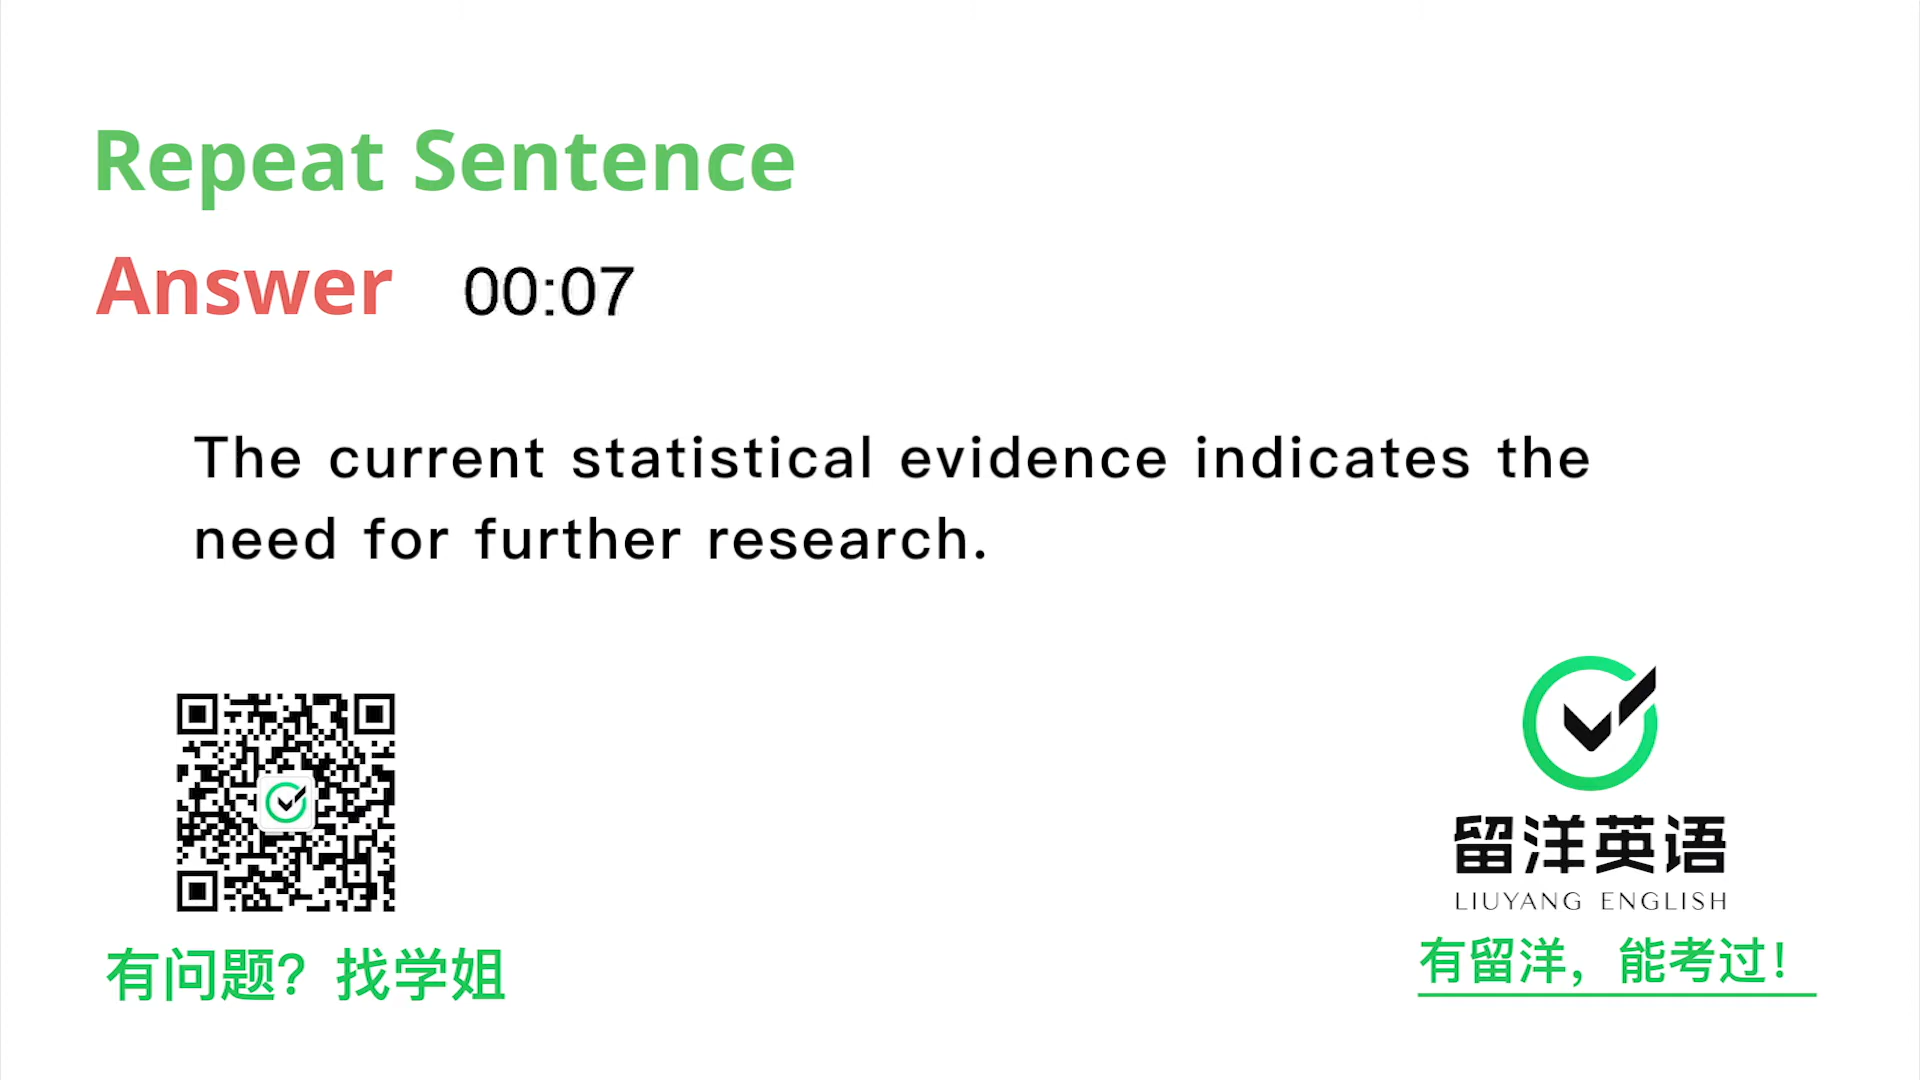 Repeat Sentence
Answer 00:07
The current statistical evidence indicates the
need for further research.
留洋英语
LIUYANG ENGLISH
有问题？找学姐
有留洋，能考过！